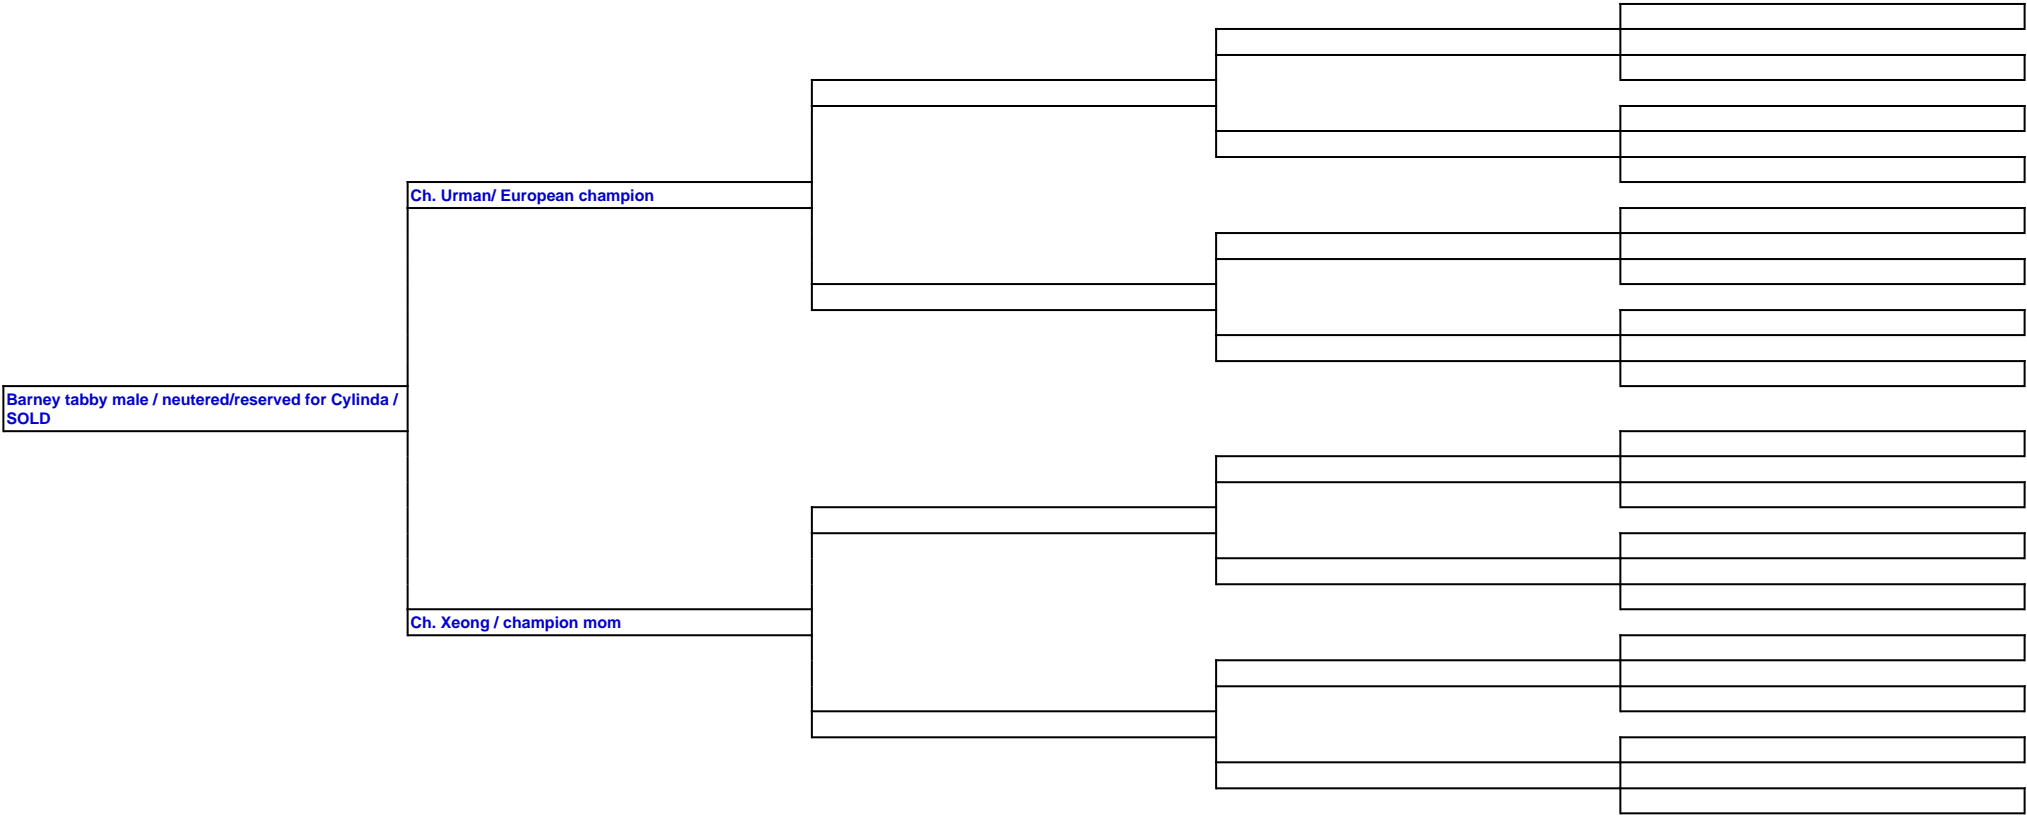 Ch. Urman/ European champion
Barney tabby male / neutered/reserved for Cylinda /
SOLD
Ch. Xeong / champion mom